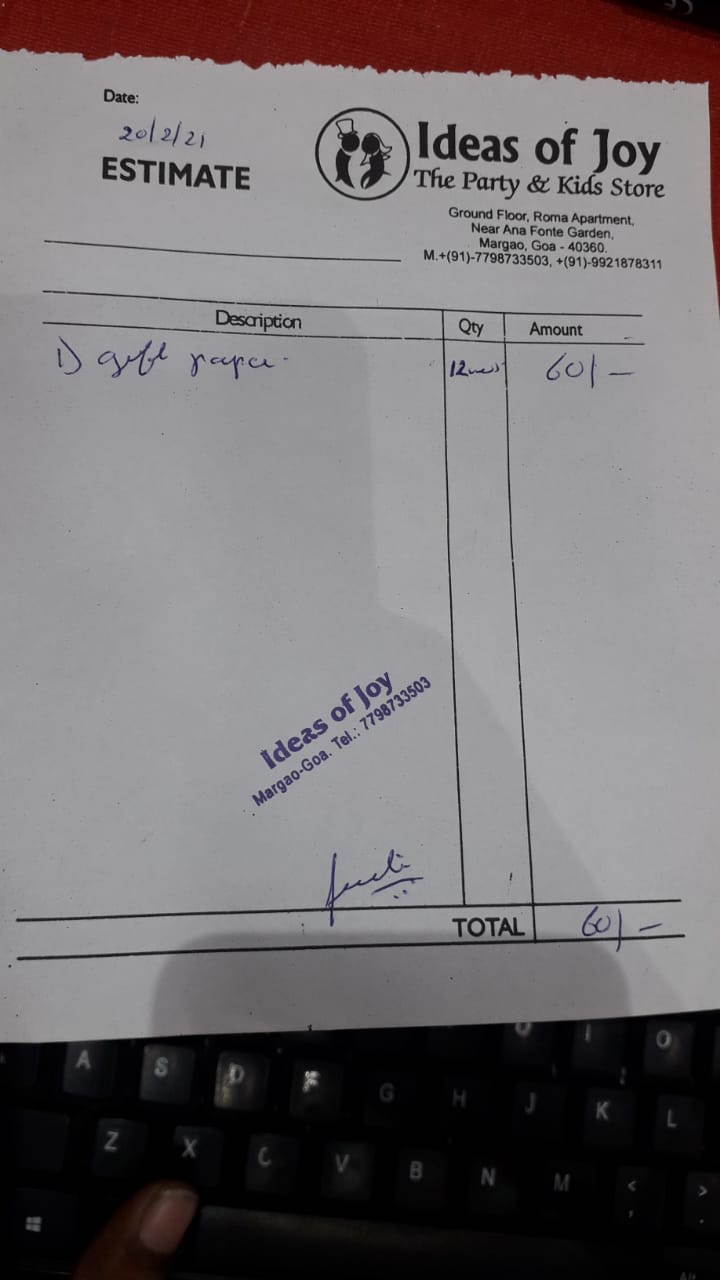 Date:
20/2/21
ESTIMATE
Ideas of Joy
The Party & Kids Store
Ground Floor, Roma Apartment,
Near Ana Fonte Garden,
Margao, Goa - 40360.
M.+(91)-7798733503, +(91)-9921878311
Description Qty Amount
1) gift paper 12 60/-
Ideas of Joy
Margao-Goa. Tel.: 7798733503
TOTAL 60/-
O I O
A S D F G H J K L
Z X C V B N M < >
, .